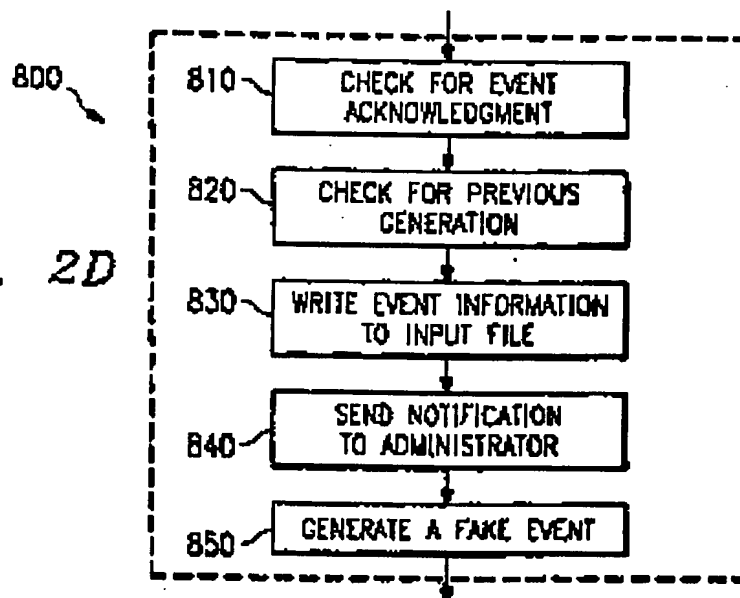 800
810
CHECK FOR EVENT
ACKNOWLEDGMENT
820
CHECK FOR PREVIOUS
GENERATION
. 2D
830
WRITE EVENT INFORMATION
TO INPUT FILE
840
SEND NOTIFICATION
TO ADMINISTRATOR
850
GENERATE A FAKE EVENT